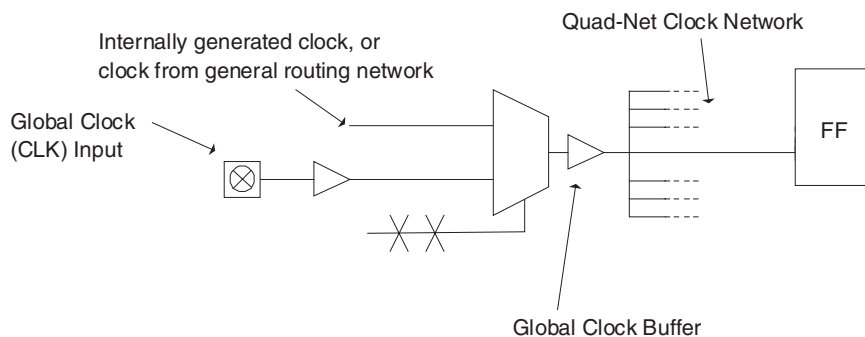 Quad-Net Clock Network
Internally generated clock, or
clock from general routing network
Global Clock
(CLK) Input
FF
Global Clock Buffer